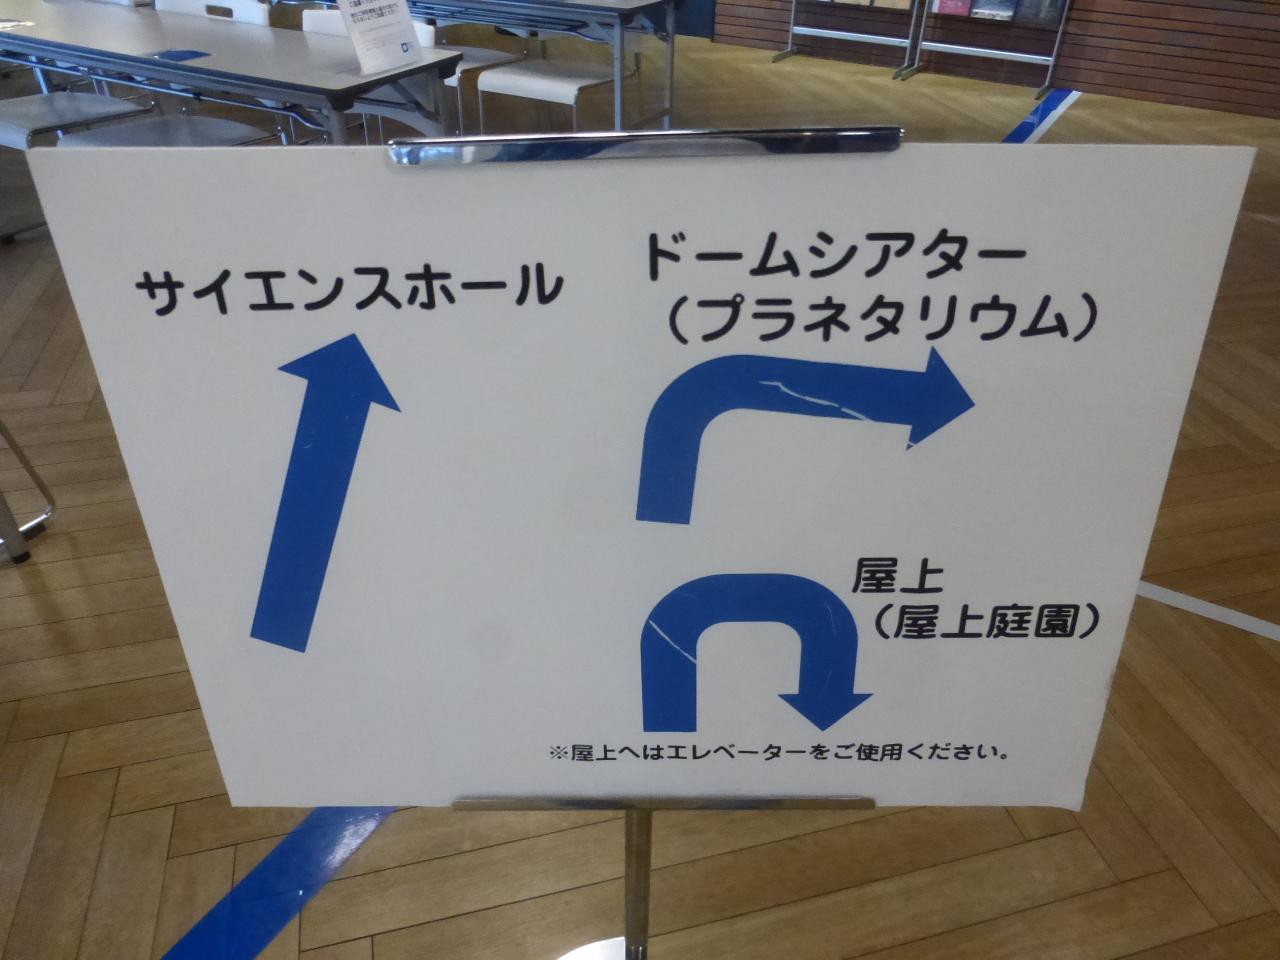 サイエンスホール
ドームシアター
（プラネタリウム）
屋上
（屋上庭園）
※屋上へはエレベーターをご使用ください。